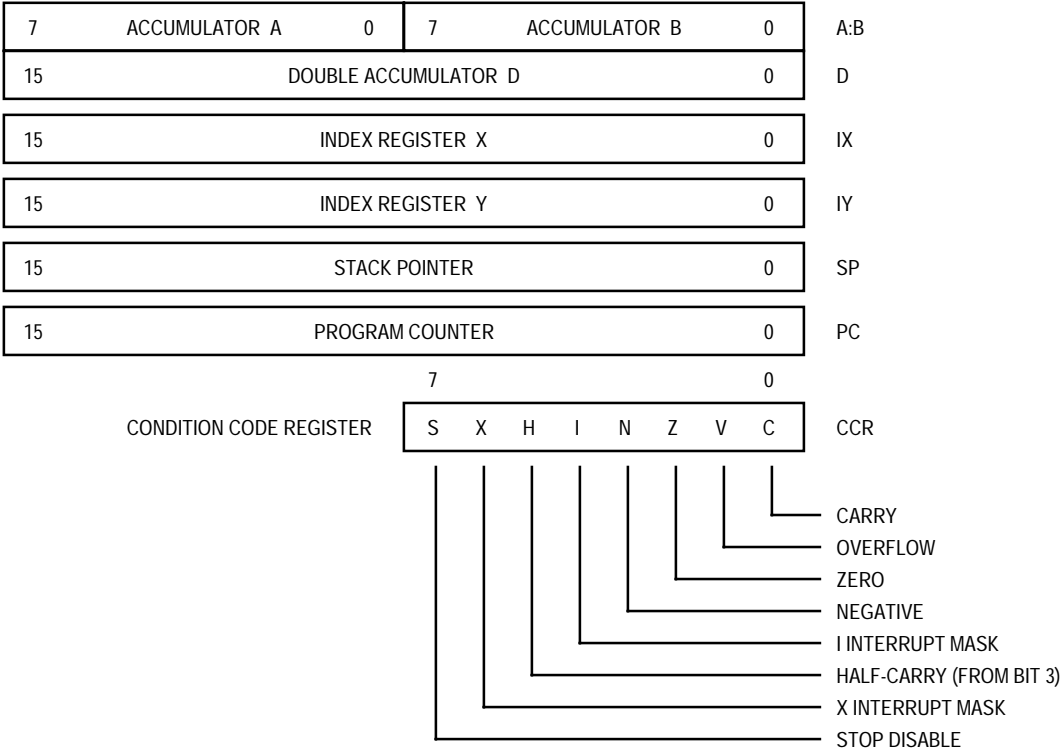 7 ACCUMULATOR A 0 7 ACCUMULATOR B 0 A:B
15 DOUBLE ACCUMULATOR D 0 D
15 INDEX REGISTER X 0 IX
15 INDEX REGISTER Y 0 IY
15 STACK POINTER 0 SP
15 PROGRAM COUNTER 0 PC
7 0
CONDITION CODE REGISTER S X H I N Z V C CCR
CARRY
OVERFLOW
ZERO
NEGATIVE
I INTERRUPT MASK
HALF-CARRY (FROM BIT 3)
X INTERRUPT MASK
STOP DISABLE